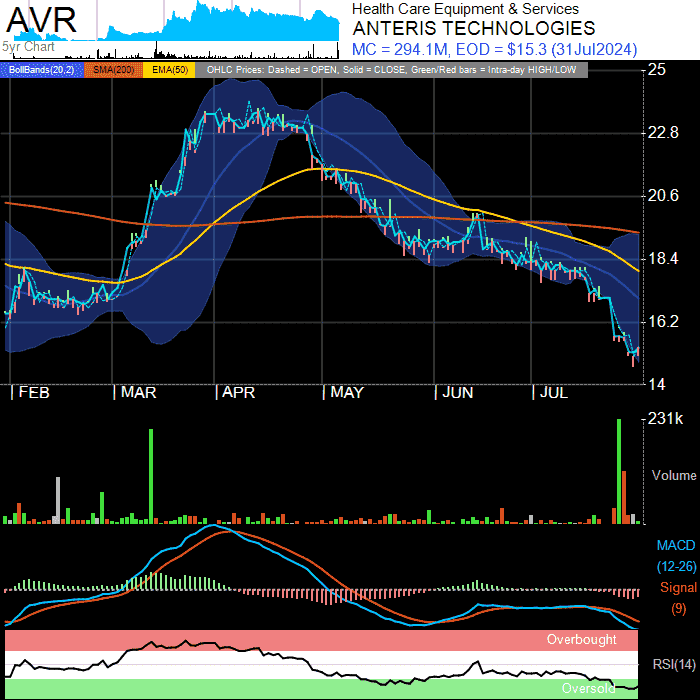 AVR
5yr Chart
Health Care Equipment & Services
ANTERIS TECHNOLOGIES
MC = 294.1M, EOD = $15.3 (31Jul2024)
BollBands(20,2) SMA(200) EMA(50) OHLC Prices: Dashed = OPEN, Solid = CLOSE, Green/Red bars = Intra-day HIGH/LOW
25
22.8
20.6
18.4
16.2
14
| FEB | MAR | APR | MAY | JUN | JUL
231k
Volume
MACD
(12-26)
Signal
(9)
Overbought
RSI(14)
Oversold